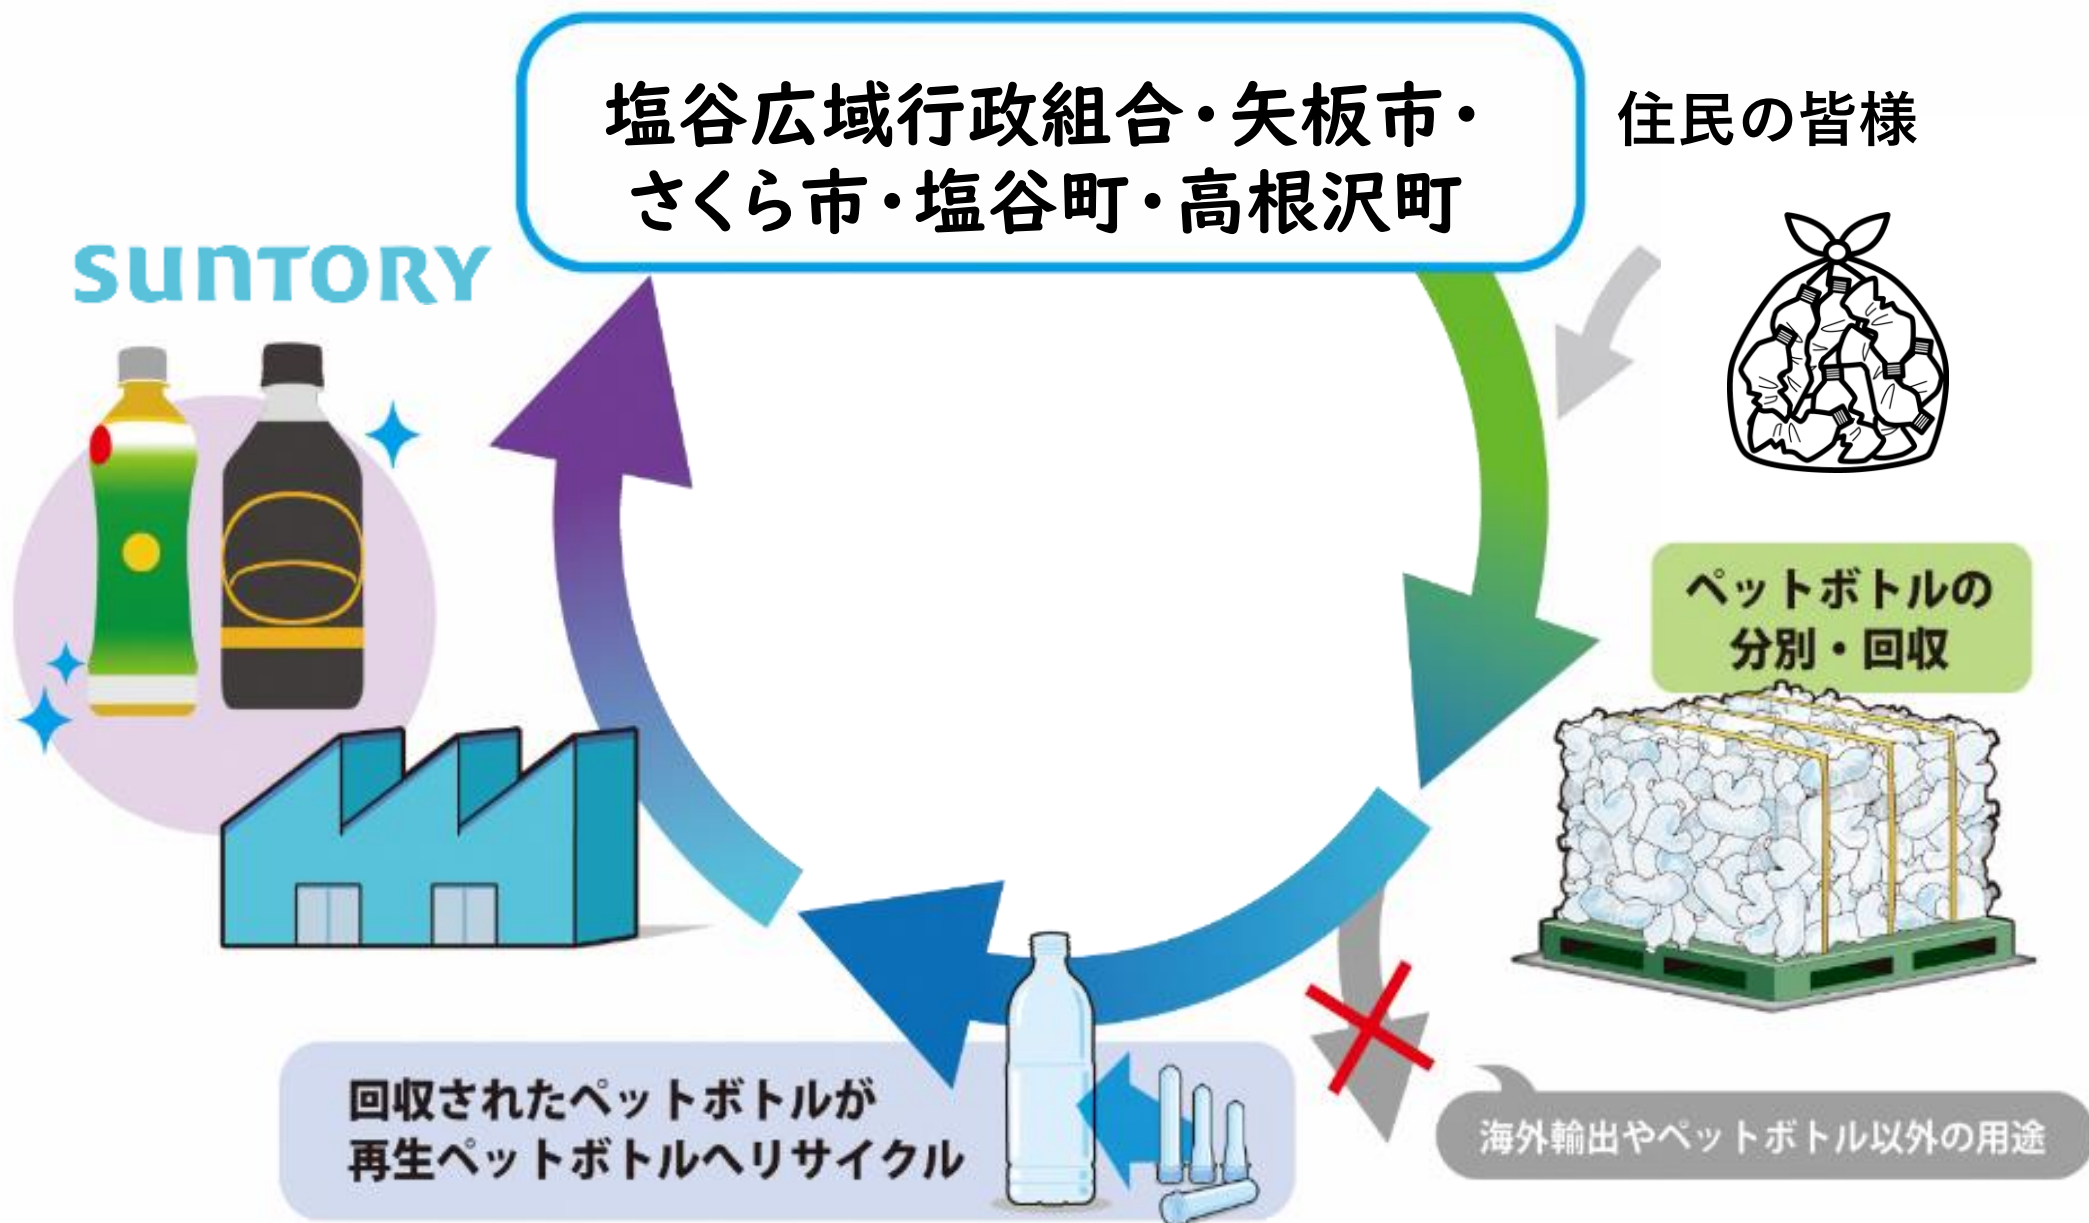 塩谷広域行政組合・矢板市・
さくら市・塩谷町・高根沢町
住民の皆様
SUNTORY
ペットボトルの
分別・回収
回収されたペットボトルが
再生ペットボトルへリサイクル
海外輸出やペットボトル以外の用途